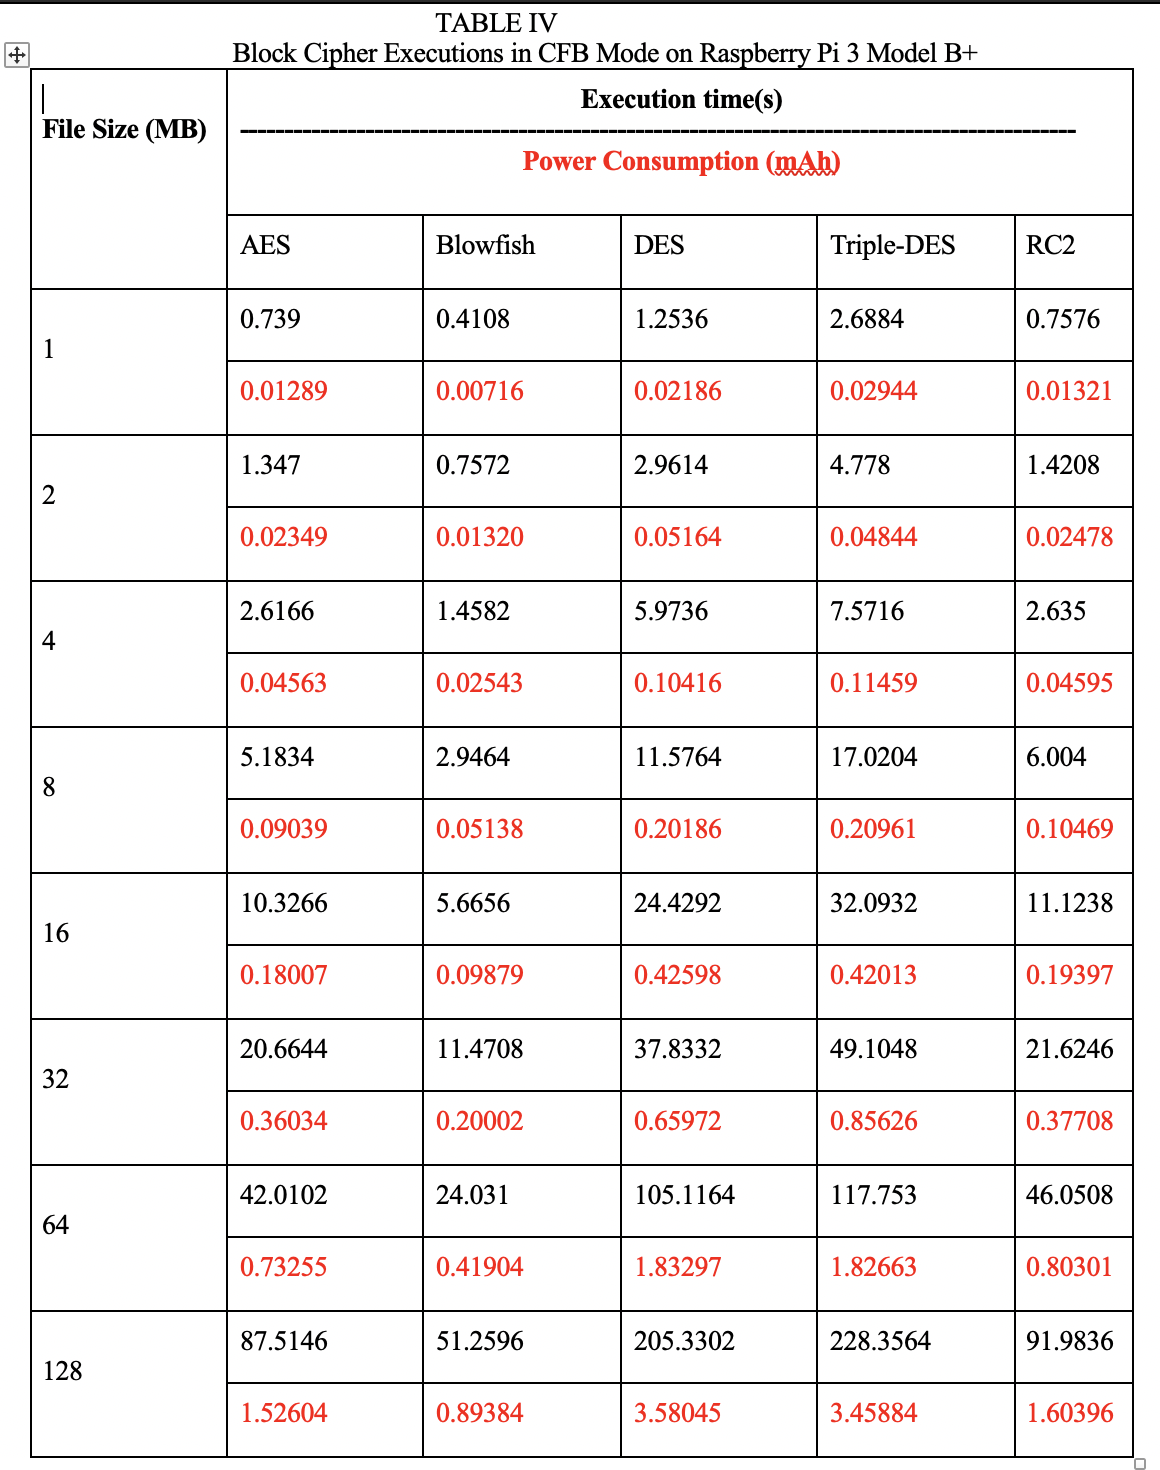 TABLE IV
Block Cipher Executions in CFB Mode on Raspberry Pi 3 Model B+
File Size (MB)
Execution time(s)
Power Consumption (mAh)
AES Blowfish DES Triple-DES RC2
1
0.739 0.4108 1.2536 2.6884 0.7576
0.01289 0.00716 0.02186 0.02944 0.01321
2
1.347 0.7572 2.9614 4.778 1.4208
0.02349 0.01320 0.05164 0.04844 0.02478
4
2.6166 1.4582 5.9736 7.5716 2.635
0.04563 0.02543 0.10416 0.11459 0.04595
8
5.1834 2.9464 11.5764 17.0204 6.004
0.09039 0.05138 0.20186 0.20961 0.10469
16
10.3266 5.6656 24.4292 32.0932 11.1238
0.18007 0.09879 0.42598 0.42013 0.19397
32
20.6644 11.4708 37.8332 49.1048 21.6246
0.36034 0.20002 0.65972 0.85626 0.37708
64
42.0102 24.031 105.1164 117.753 46.0508
0.73255 0.41904 1.83297 1.82663 0.80301
128
87.5146 51.2596 205.3302 228.3564 91.9836
1.52604 0.89384 3.58045 3.45884 1.60396